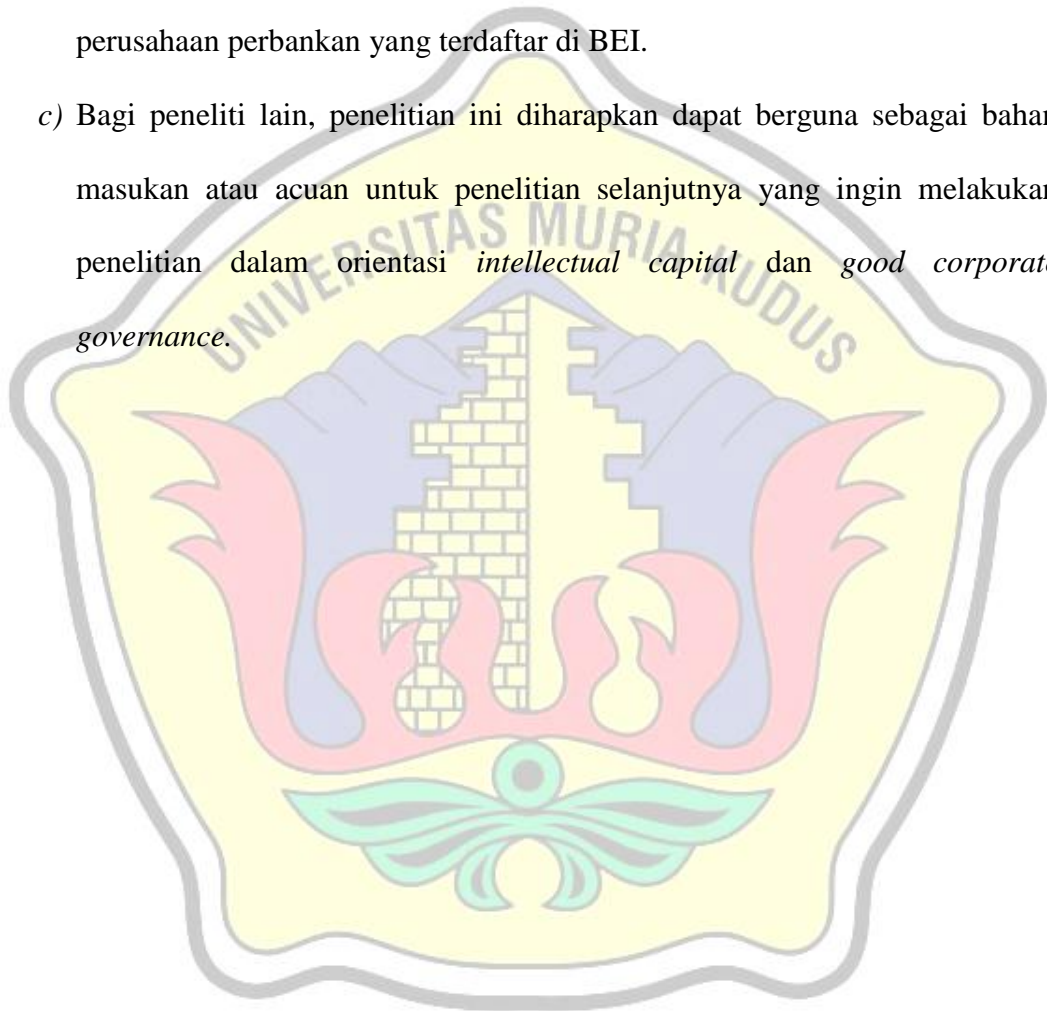 perusahaan perbankan yang terdaftar di BEI.
c) Bagi peneliti lain, penelitian ini diharapkan dapat berguna sebagai bahan
masukan atau acuan untuk penelitian selanjutnya yang ingin melakukan
penelitian dalam orientasi intellectual capital dan good corporate
governance.
UNIVERSITAS MURIA KUDUS